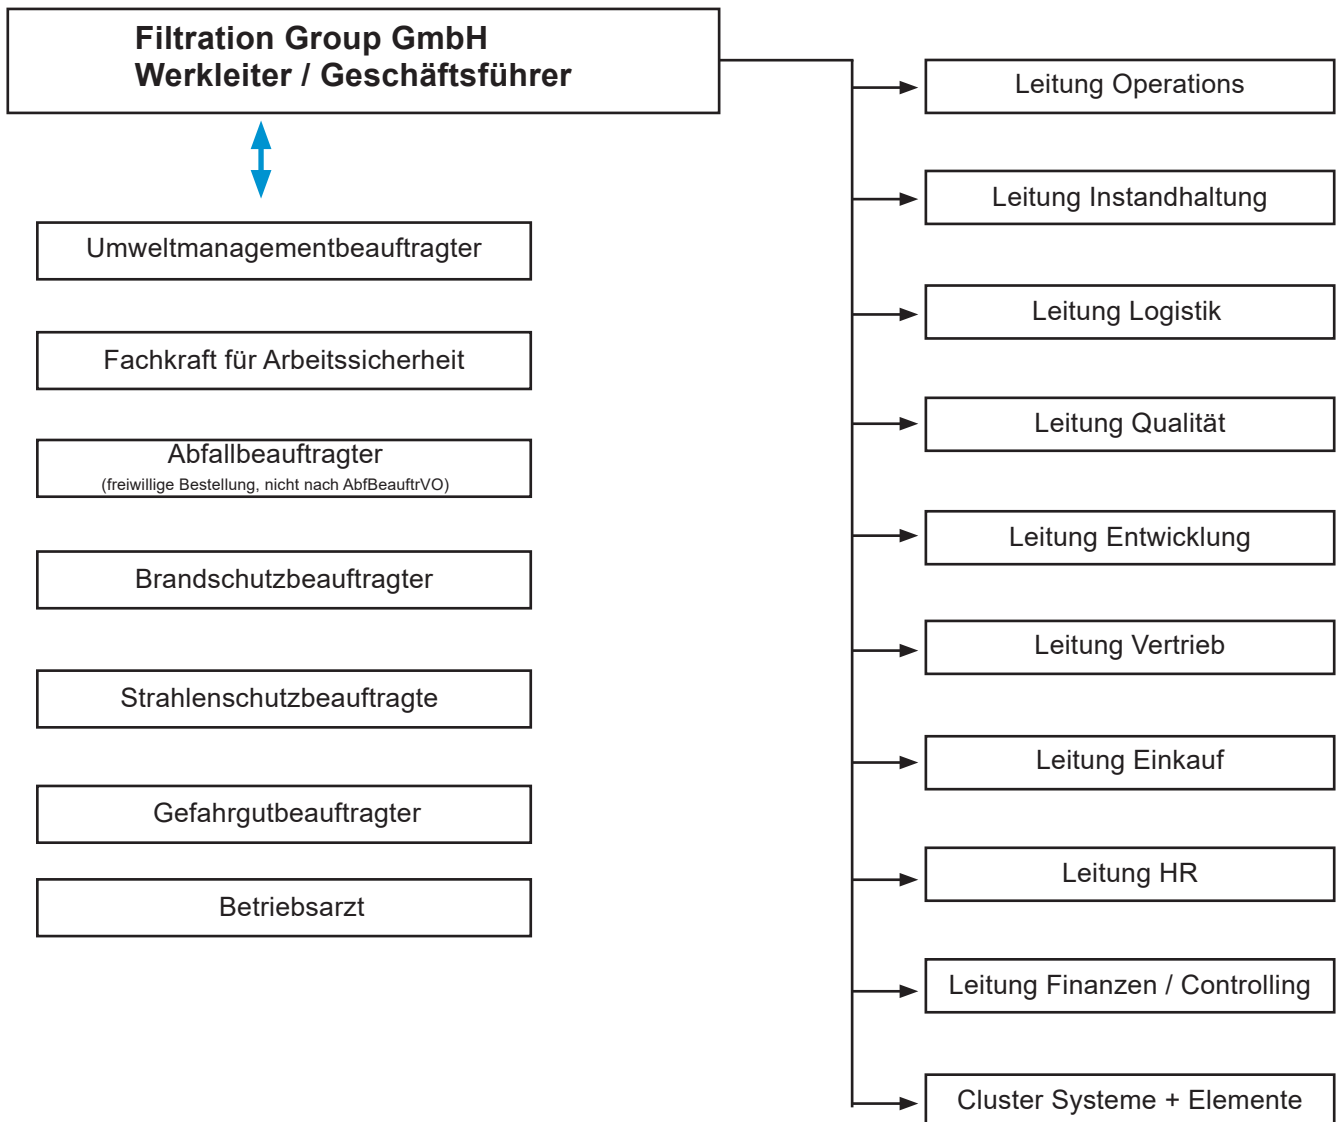 Filtration Group GmbH
Werkleiter / Geschäftsführer
Umweltmanagementbeauftragter
Fachkraft für Arbeitssicherheit
Abfallbeauftragter
(freiwillige Bestellung, nicht nach AbfBeauftrVO)
Brandschutzbeauftragter
Strahlenschutzbeauftragte
Gefahrgutbeauftragter
Betriebsarzt
Leitung Operations
Leitung Instandhaltung
Leitung Logistik
Leitung Qualität
Leitung Entwicklung
Leitung Vertrieb
Leitung Einkauf
Leitung HR
Leitung Finanzen / Controlling
Cluster Systeme + Elemente